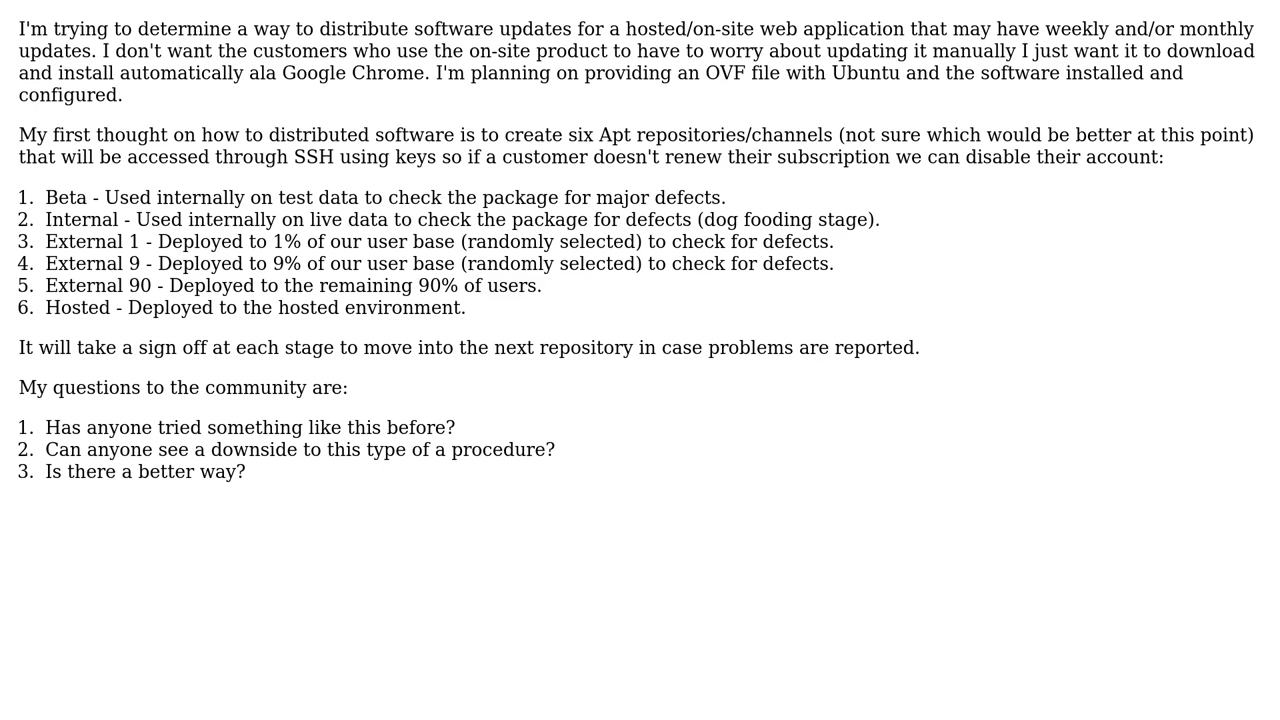 I'm trying to determine a way to distribute software updates for a hosted/on-site web application that may have weekly and/or monthly
updates. I don't want the customers who use the on-site product to have to worry about updating it manually I just want it to download
and install automatically ala Google Chrome. I'm planning on providing an OVF file with Ubuntu and the software installed and
configured.
My first thought on how to distributed software is to create six Apt repositories/channels (not sure which would be better at this point)
that will be accessed through SSH using keys so if a customer doesn't renew their subscription we can disable their account:
1. Beta - Used internally on test data to check the package for major defects.
2. Internal - Used internally on live data to check the package for defects (dog fooding stage).
3. External 1 - Deployed to 1% of our user base (randomly selected) to check for defects.
4. External 9 - Deployed to 9% of our user base (randomly selected) to check for defects.
5. External 90 - Deployed to the remaining 90% of users.
6. Hosted - Deployed to the hosted environment.
It will take a sign off at each stage to move into the next repository in case problems are reported.
My questions to the community are:
1. Has anyone tried something like this before?
2. Can anyone see a downside to this type of a procedure?
3. Is there a better way?